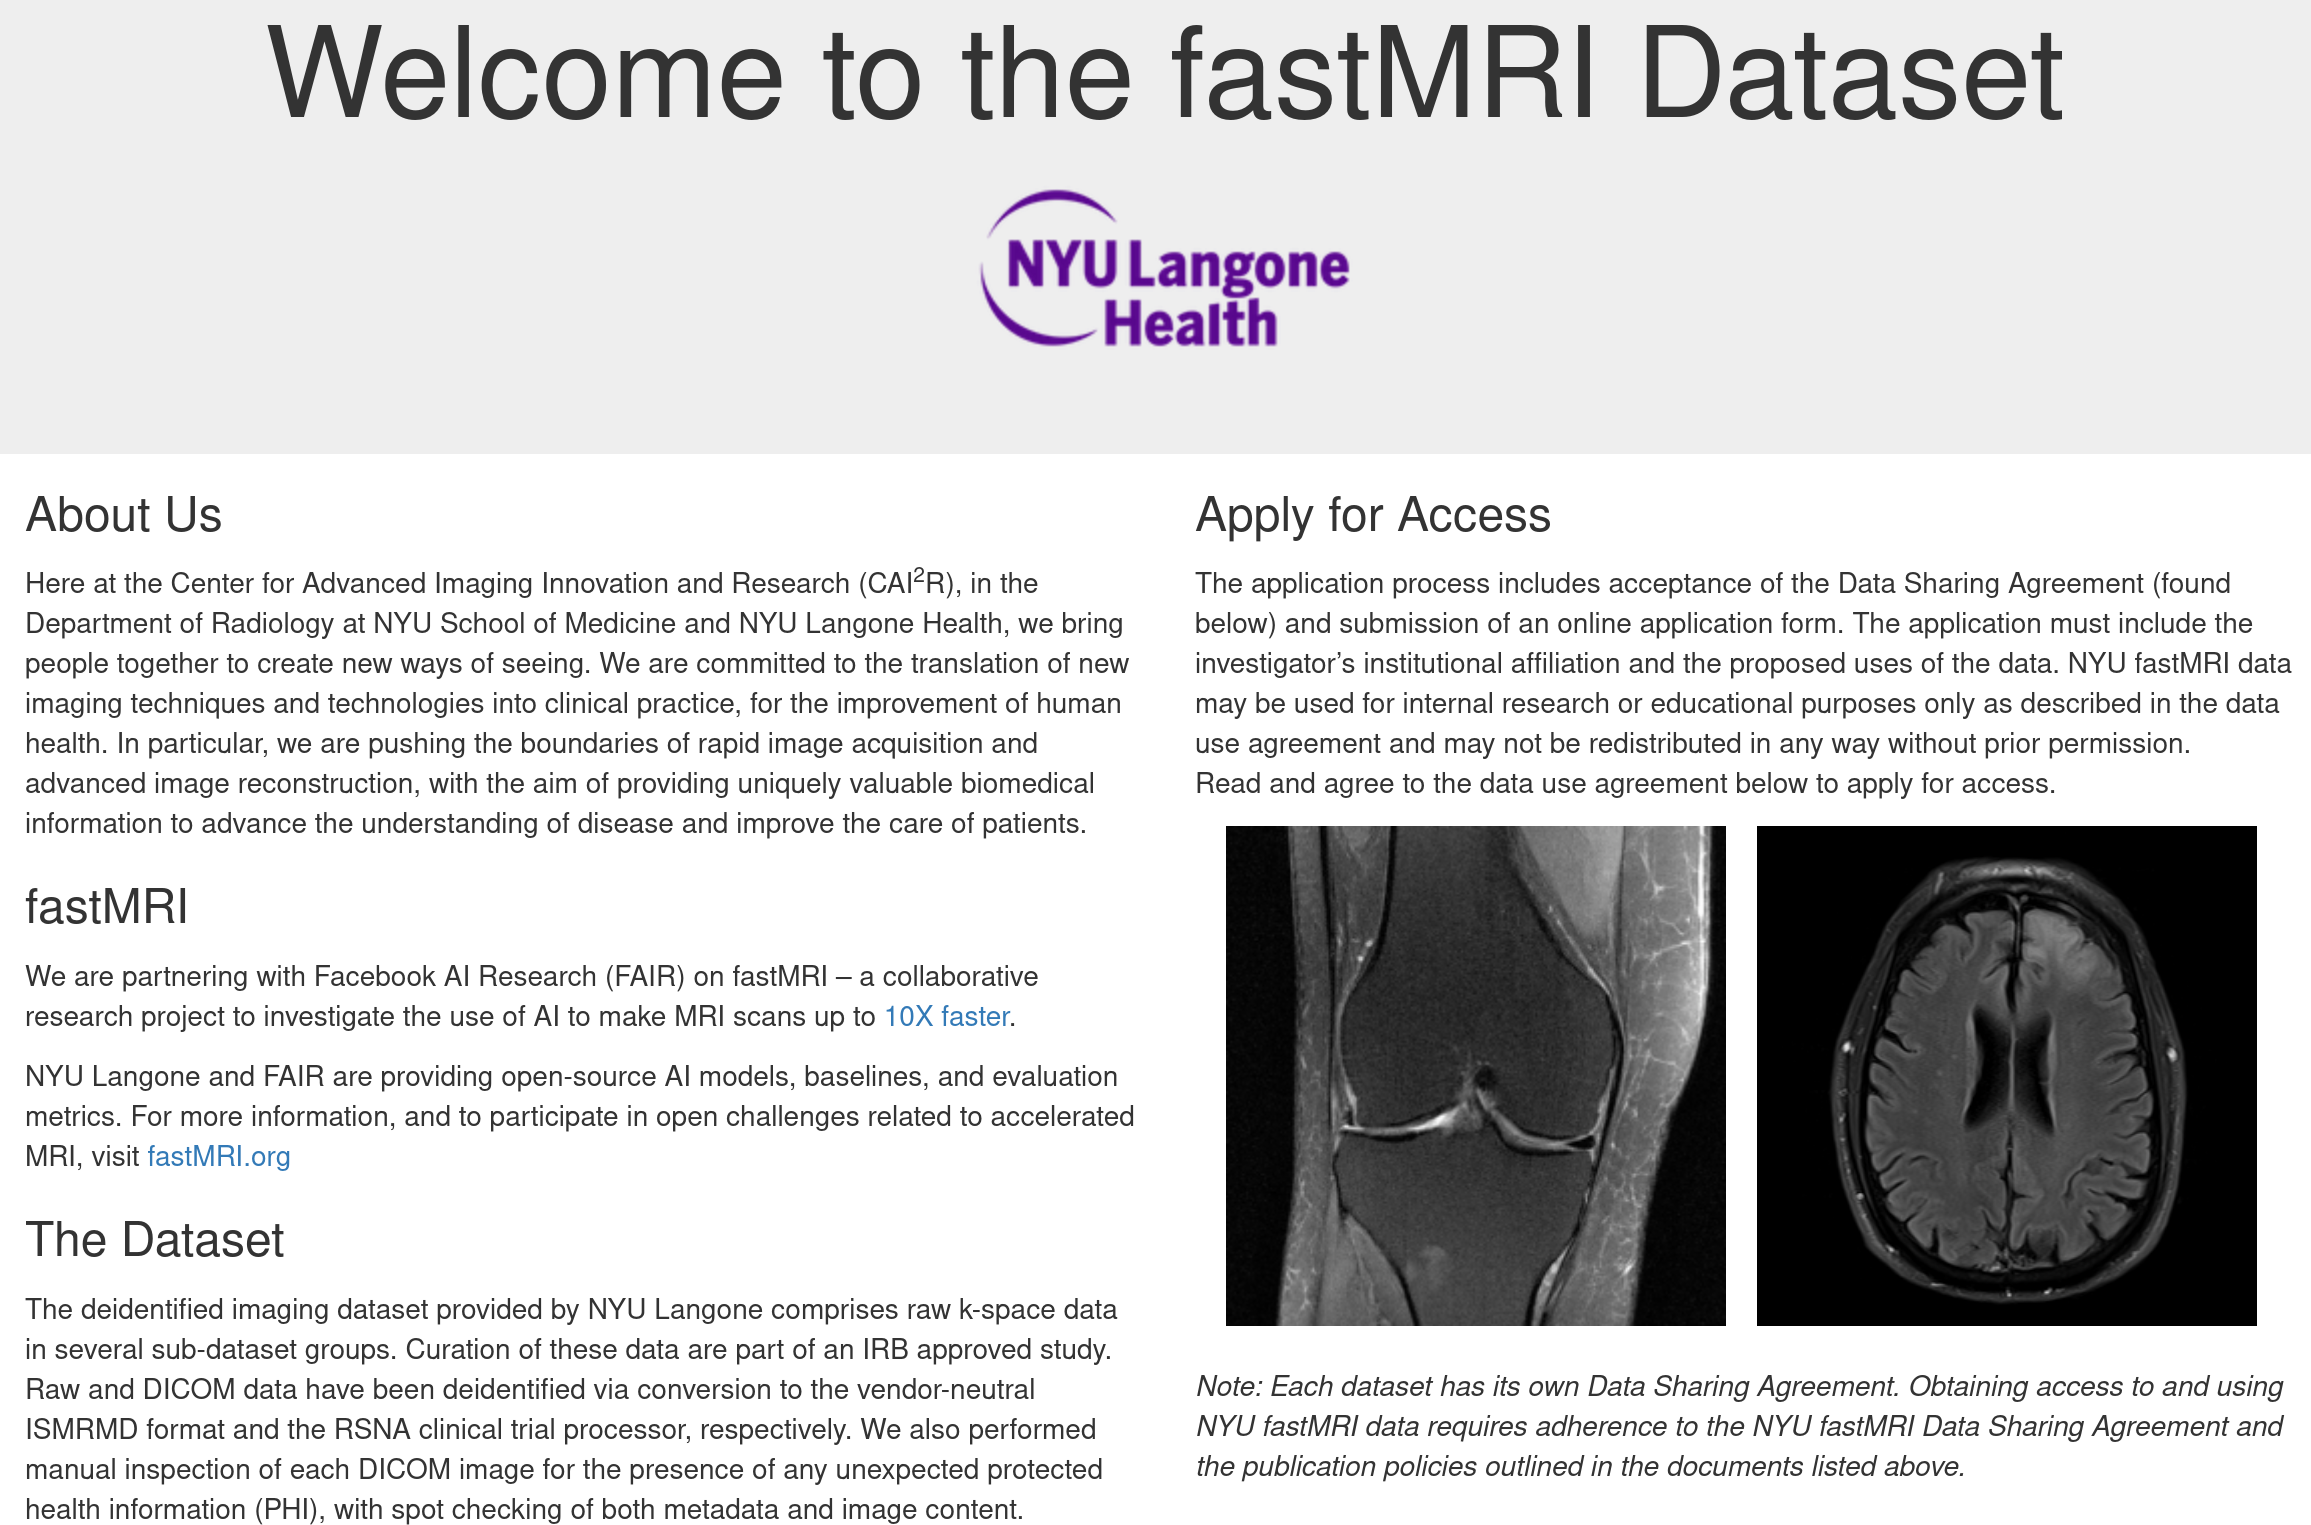 Welcome to the fastMRI Dataset
NYU Langone
Health
About Us
Here at the Center for Advanced Imaging Innovation and Research (CAI²R), in the
Department of Radiology at NYU School of Medicine and NYU Langone Health, we bring
people together to create new ways of seeing. We are committed to the translation of new
imaging techniques and technologies into clinical practice, for the improvement of human
health. In particular, we are pushing the boundaries of rapid image acquisition and
advanced image reconstruction, with the aim of providing uniquely valuable biomedical
information to advance the understanding of disease and improve the care of patients.
fastMRI
We are partnering with Facebook AI Research (FAIR) on fastMRI – a collaborative
research project to investigate the use of AI to make MRI scans up to 10X faster.
NYU Langone and FAIR are providing open-source AI models, baselines, and evaluation
metrics. For more information, and to participate in open challenges related to accelerated
MRI, visit fastMRI.org
The Dataset
The deidentified imaging dataset provided by NYU Langone comprises raw k-space data
in several sub-dataset groups. Curation of these data are part of an IRB approved study.
Raw and DICOM data have been deidentified via conversion to the vendor-neutral
ISMRMD format and the RSNA clinical trial processor, respectively. We also performed
manual inspection of each DICOM image for the presence of any unexpected protected
health information (PHI), with spot checking of both metadata and image content.
Apply for Access
The application process includes acceptance of the Data Sharing Agreement (found
below) and submission of an online application form. The application must include the
investigator’s institutional affiliation and the proposed uses of the data. NYU fastMRI data
may be used for internal research or educational purposes only as described in the data
use agreement and may not be redistributed in any way without prior permission.
Read and agree to the data use agreement below to apply for access.
Note: Each dataset has its own Data Sharing Agreement. Obtaining access to and using
NYU fastMRI data requires adherence to the NYU fastMRI Data Sharing Agreement and
the publication policies outlined in the documents listed above.